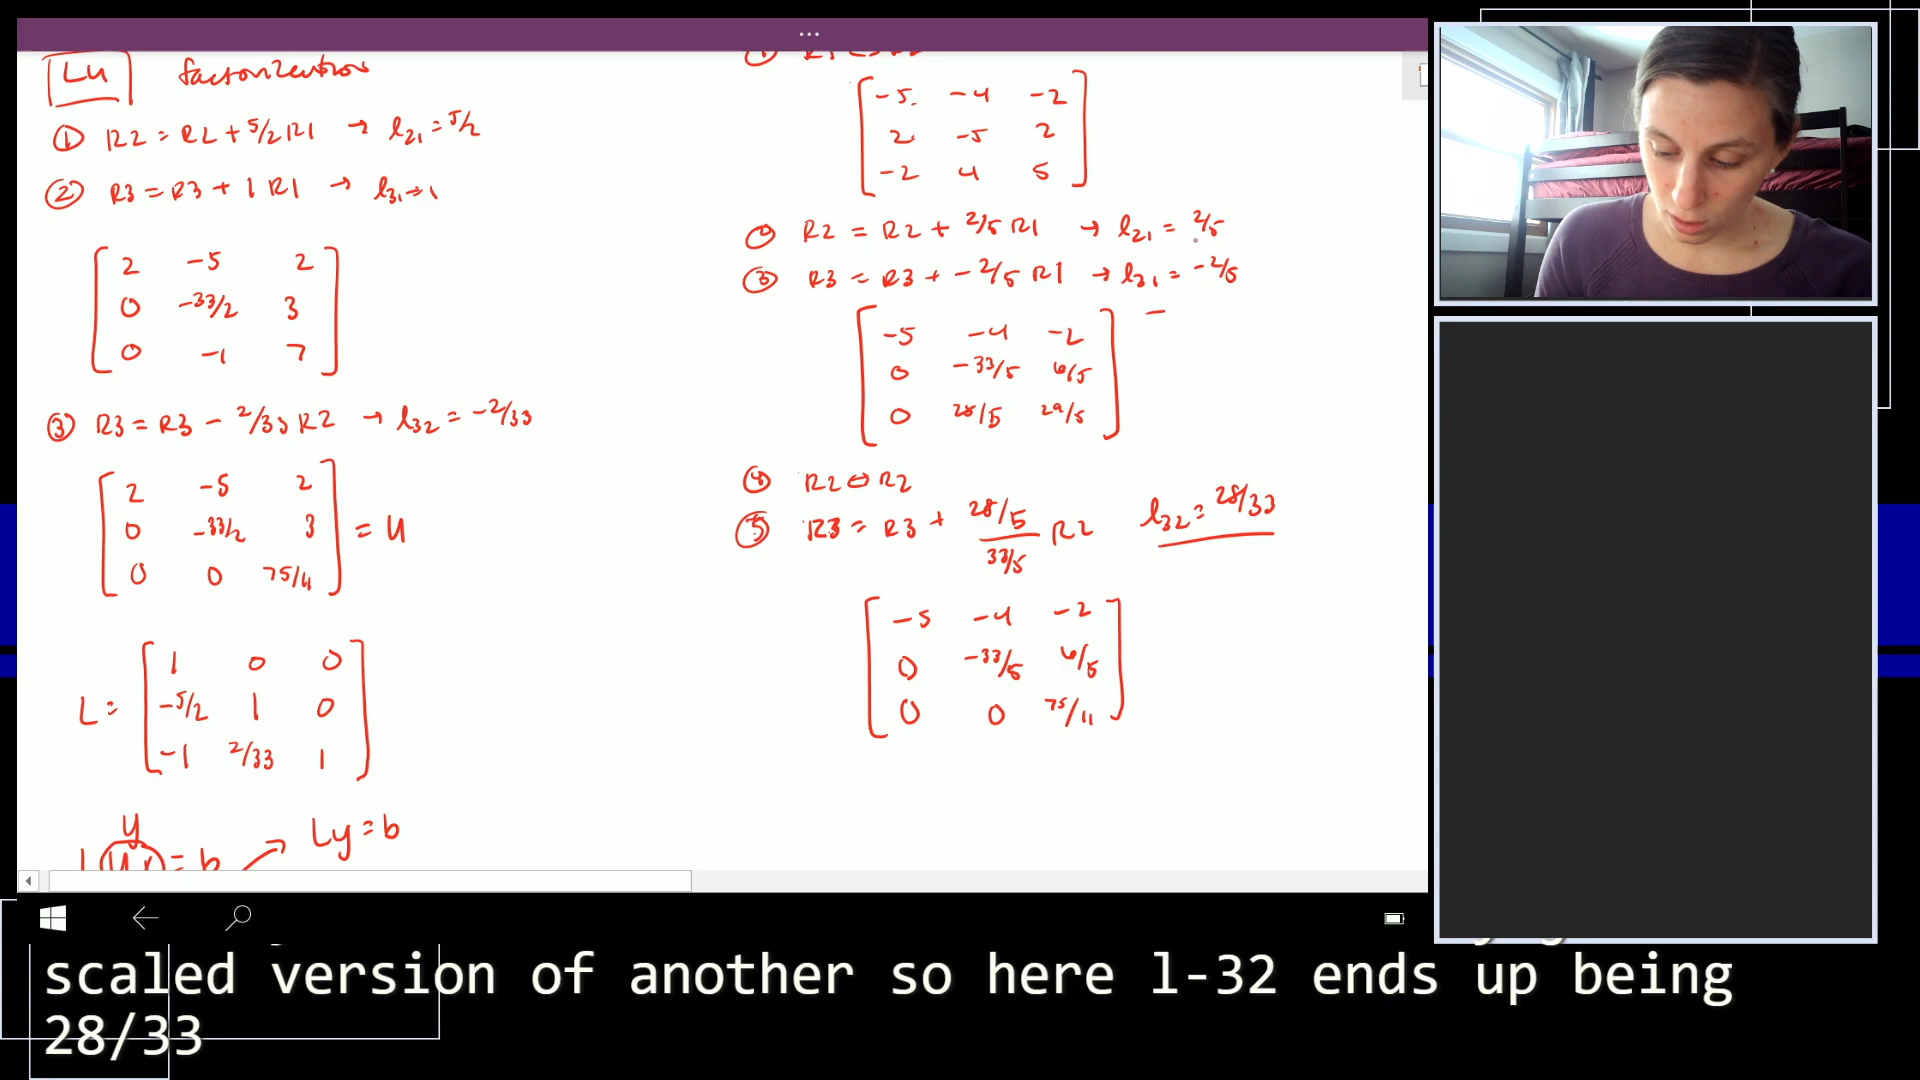 ...
LU factorization
① R2 = R2 + 5/2 R1 → l21 = 5/2
② R3 = R3 + 1 R1 → l31 → 1
2 -5 2
0 -33/2 3
0 -1 7
③ R3 = R3 - 2/33 R2 → l32 = -2/33
2 -5 2
0 -33/2 3
0 0 75/11
= U
L =
1 0 0
-5/2 1 0
-1 2/33 1
y
= b
Ly = b
-5 -4 -2
2 -5 2
-2 4 5
R2 = R2 + 2/5 R1 → l21 = 2/5
③ R3 = R3 + -2/5 R1 → l31 = -2/5
-5 -4 -2
0 -33/5 6/5
0 28/5 29/5
④ R2 ⇔ R2
⑤ R3 = R3 + 28/5 / 33/5 R2 l32 = 28/33
-5 -4 -2
0 -33/5 6/5
0 0 75/11
scaled version of another so here l-32 ends up being
28/33